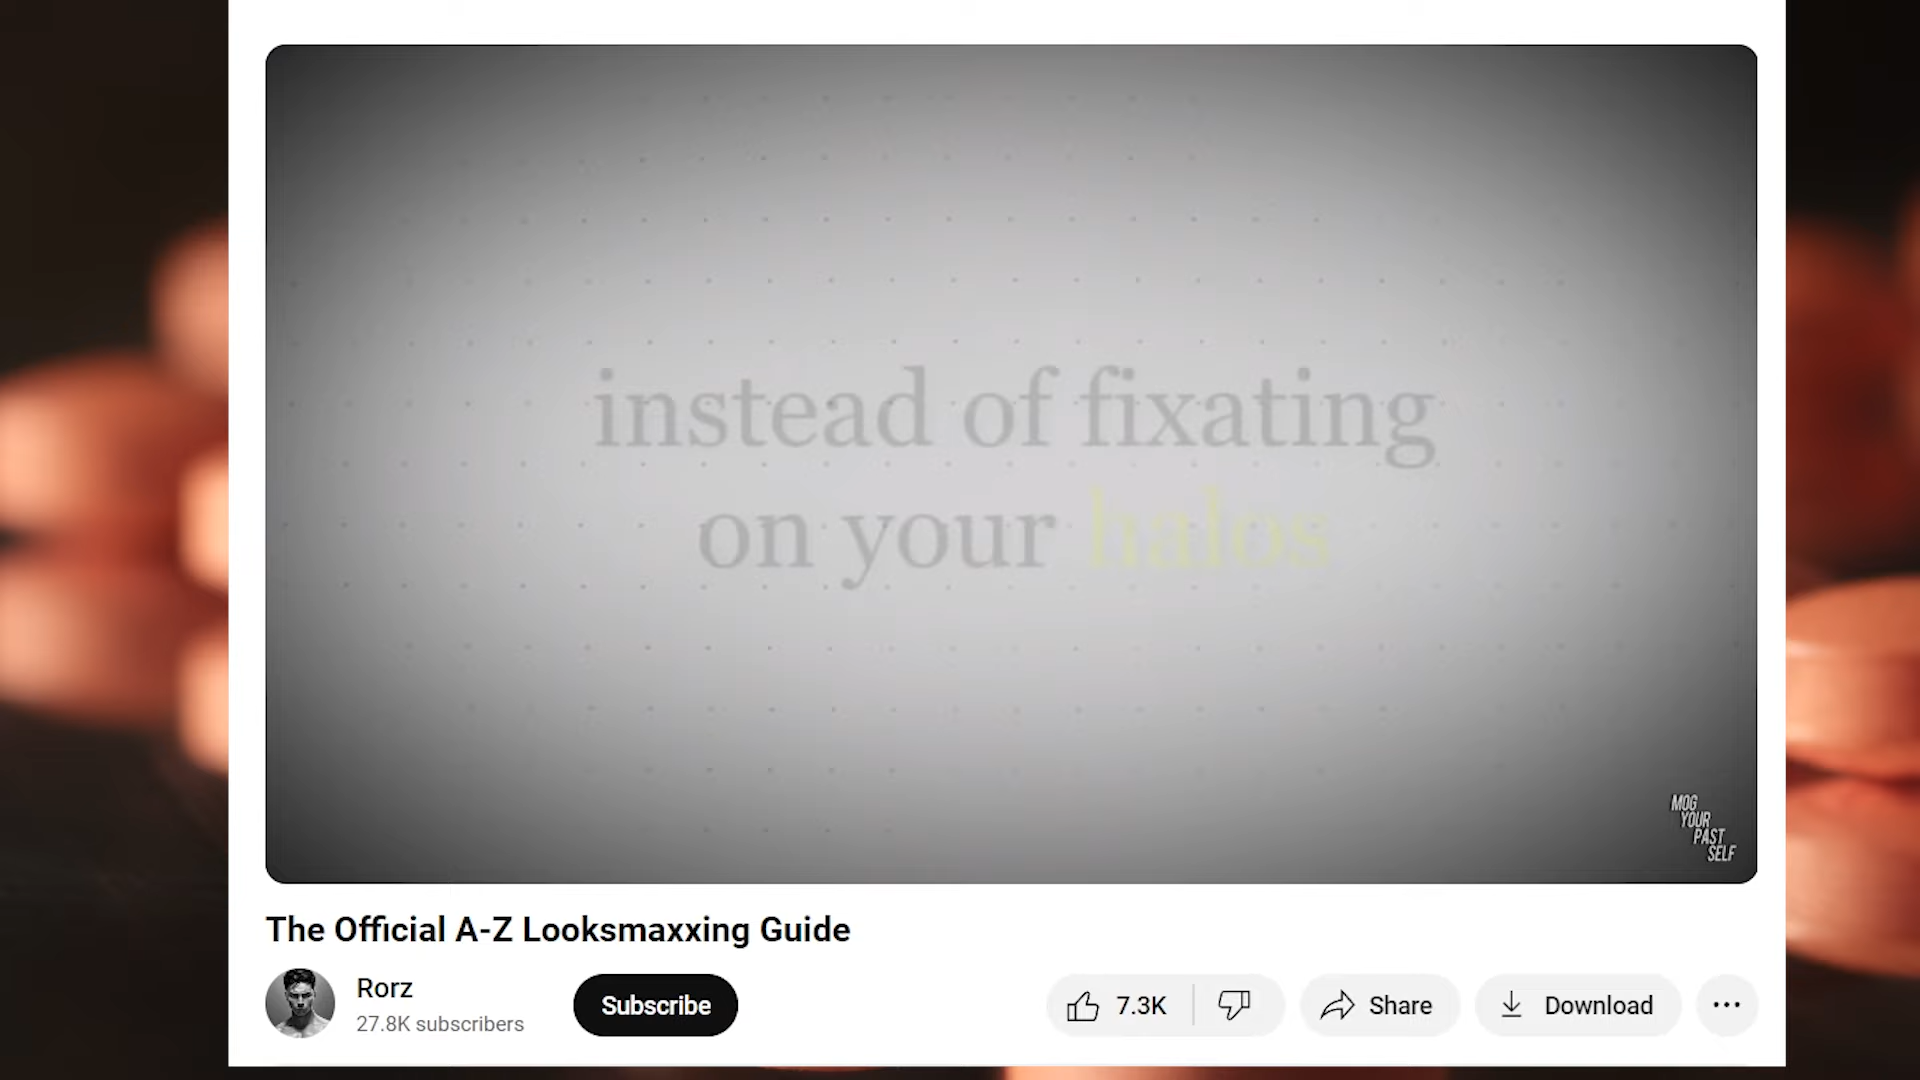 instead of fixating
on your halos
MOG
YOUR
PAST
SELF
The Official A-Z Looksmaxxing Guide
Rorz
27.8K subscribers
Subscribe
7.3K
Share
Download